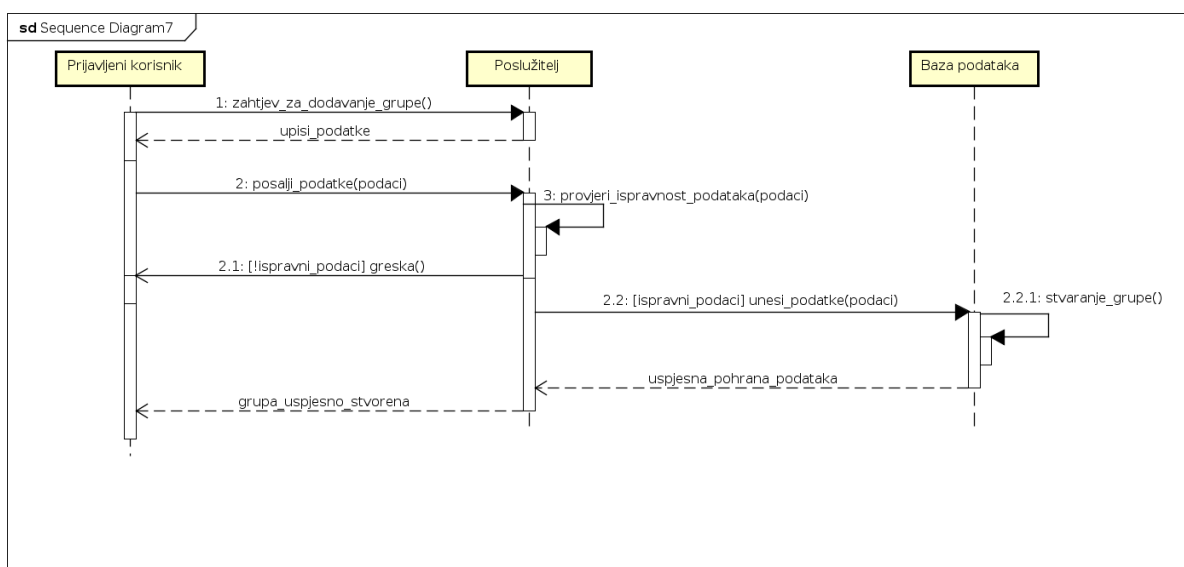 sd Sequence Diagram7
Prijavljeni korisnik
Poslužitelj
Baza podataka
1: zahtjev_za_dodavanje_grupe()
upisi_podatke
2: posalji_podatke(podaci)
3: provjeri_ispravnost_podataka(podaci)
2.1: [!ispravni_podaci] greska()
2.2: [ispravni_podaci] unesi_podatke(podaci)
2.2.1: stvaranje_grupe()
uspjesna_pohrana_podataka
grupa_uspjesno_stvorena